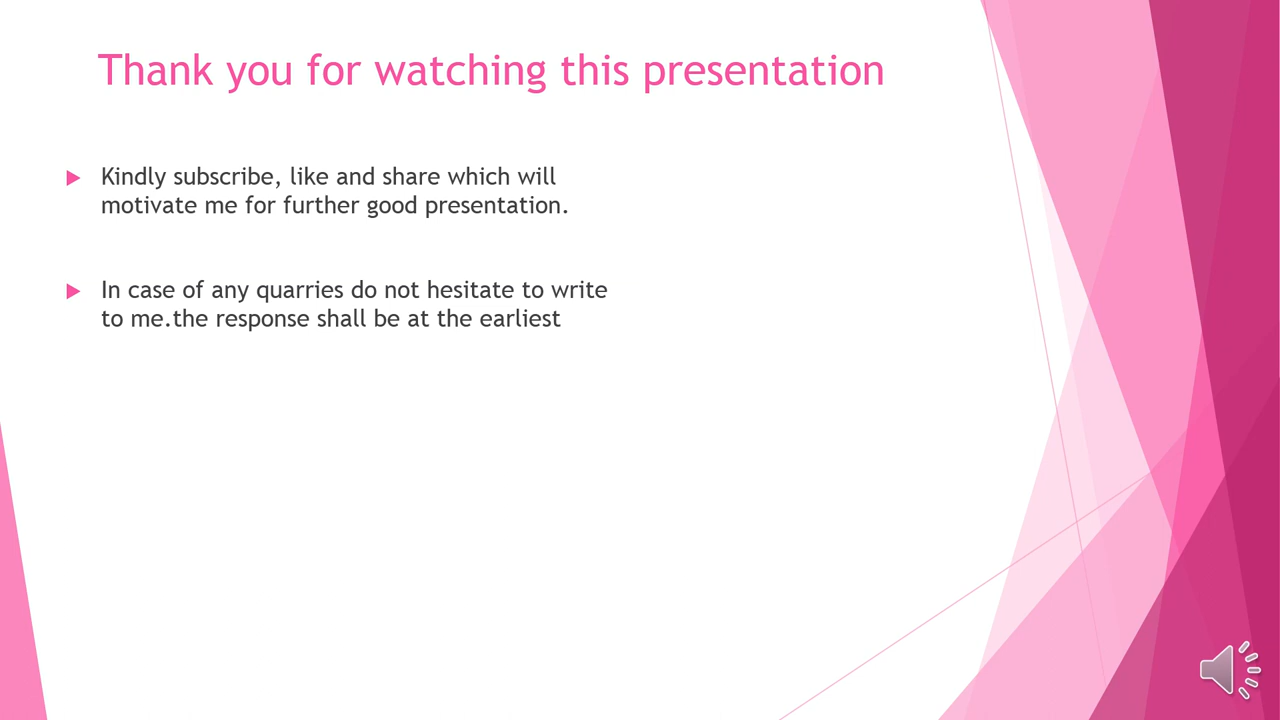 Thank you for watching this presentation
Kindly subscribe, like and share which will
motivate me for further good presentation.
In case of any quarries do not hesitate to write
to me.the response shall be at the earliest